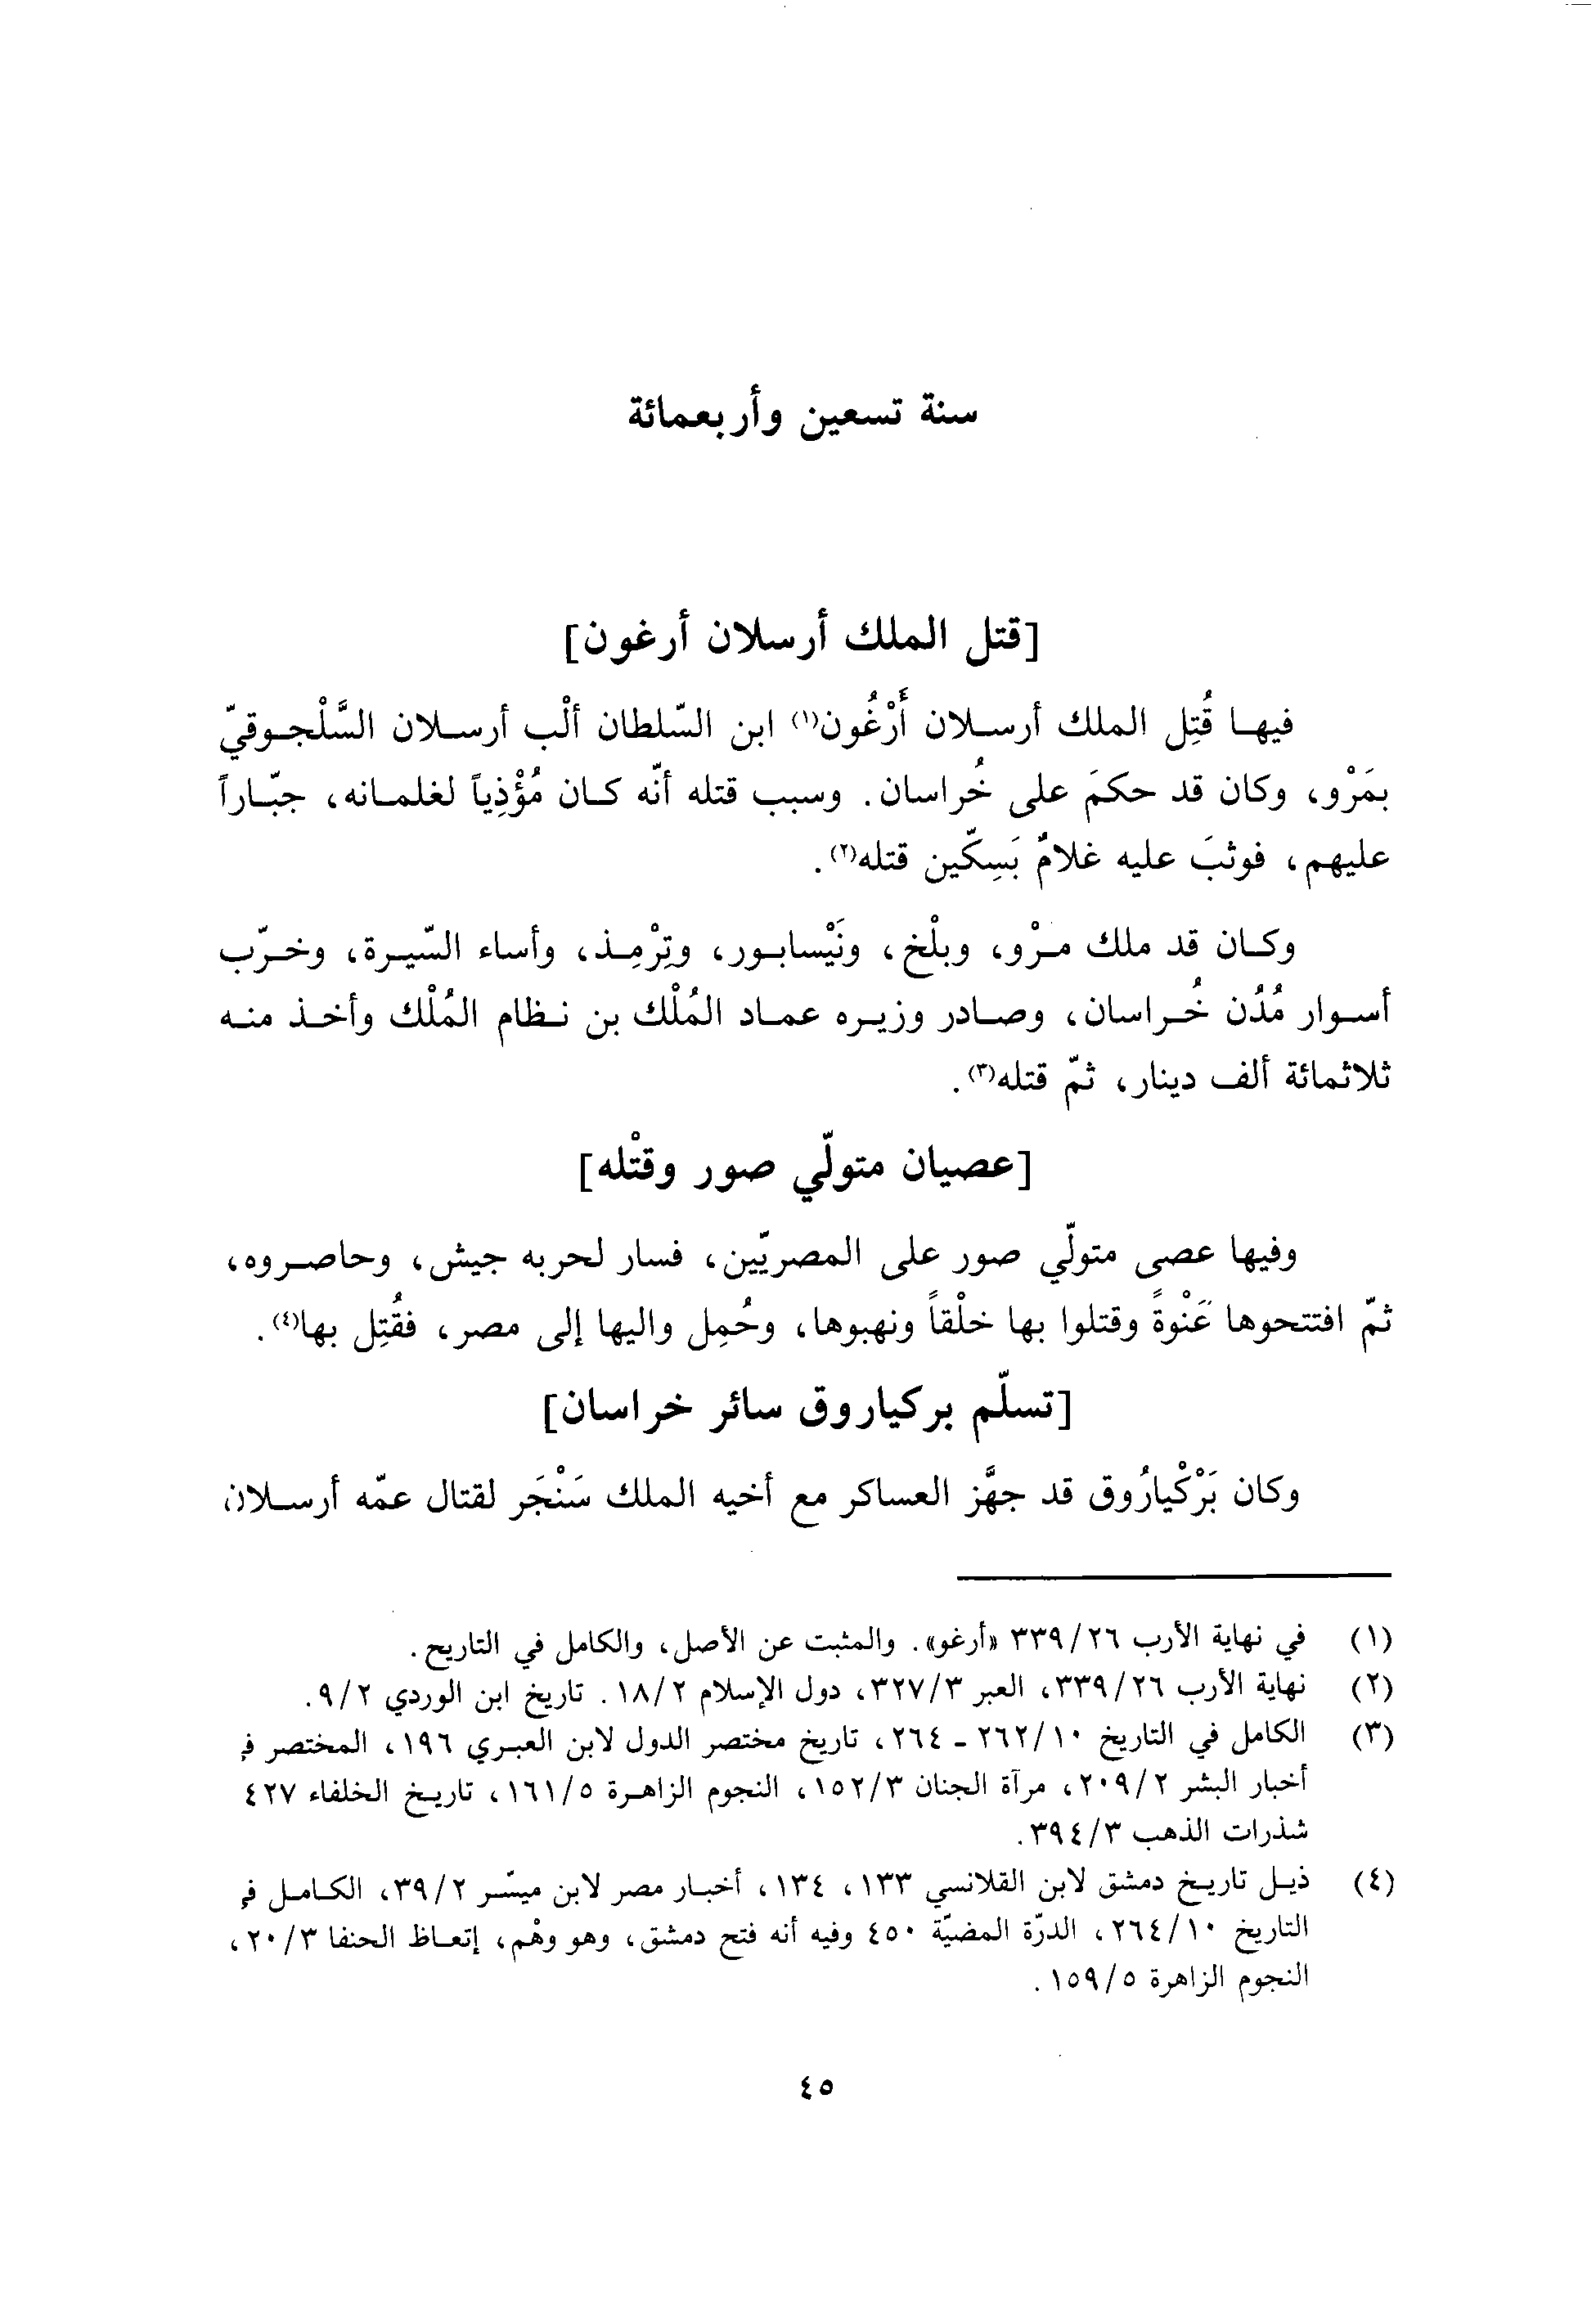 سنة تسعين وأربعمائة
[قتل الملك أرسلان أرغون]
فيها قُتِل الملك أرسلان أَرْغُون(١) ابن السّلطان ألْب أرسلان السَّلْجوقيّ
بمَرْو، وكان قد حكمَ على خُراسان. وسبب قتله أنّه كان مُؤْذِياً لغلمانه، جبّاراً
عليهم، فوثبَ عليه غلامٌ بَسِكّين قتله(٢).
وكان قد ملك مرْو، وبلْخ، ونَيْسابور، وتِرْمِذ، وأساء السّيرة، وخرّب
أسوار مُدُن خُراسان، وصادر وزيره عماد المُلْك بن نظام المُلْك وأخذ منه
ثلاثمائة ألف دينار، ثمّ قتله(٣).
[عصيان متولّي صور وقتْله]
وفيها عصى متولّي صور على المصريّين، فسار لحربه جيش، وحاصروه،
ثمّ افتتحوها عَنْوةً وقتلوا بها خلْقاً ونهبوها، وحُمِل واليها إلى مصر، فقُتِل بها(٤).
[تسلّم بركياروق سائر خراسان]
وكان بَرْكْيارُوق قد جهَّز العساكر مع أخيه الملك سَنْجَر لقتال عمّه أرسلان
(١) في نهاية الأرب ٣٣٩/٢٦ «أرغو». والمثبت عن الأصل، والكامل في التاريخ.
(٢) نهاية الأرب ٣٣٩/٢٦، العبر ٣٢٧/٣، دول الإسلام ١٨/٢. تاريخ ابن الوردي ٩/٢.
(٣) الكامل في التاريخ ٢٦٢/١٠ ـ ٢٦٤، تاريخ مختصر الدول لابن العبري ١٩٦، المختصر في
أخبار البشر ٢٠٩/٢، مرآة الجنان ١٥٢/٣، النجوم الزاهرة ١٦١/٥، تاريخ الخلفاء ٤٢٧
شذرات الذهب ٣٩٤/٣.
(٤) ذيل تاريخ دمشق لابن القلانسي ١٣٣، ١٣٤، أخبار مصر لابن ميسّر ٣٩/٢، الكامل في
التاريخ ٢٦٤/١٠، الدرّة المضيّة ٤٥٠ وفيه أنه فتح دمشق، وهو وهْم، إتعاظ الحنفا ٢٠/٣،
النجوم الزاهرة ١٥٩/٥.
٤٥